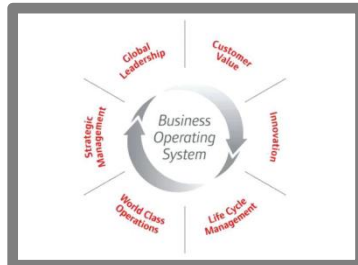 Global
Leadership
Customer
Value
Innovation
Life Cycle
Management
World Class
Operations
Strategic
Management
Business
Operating
System